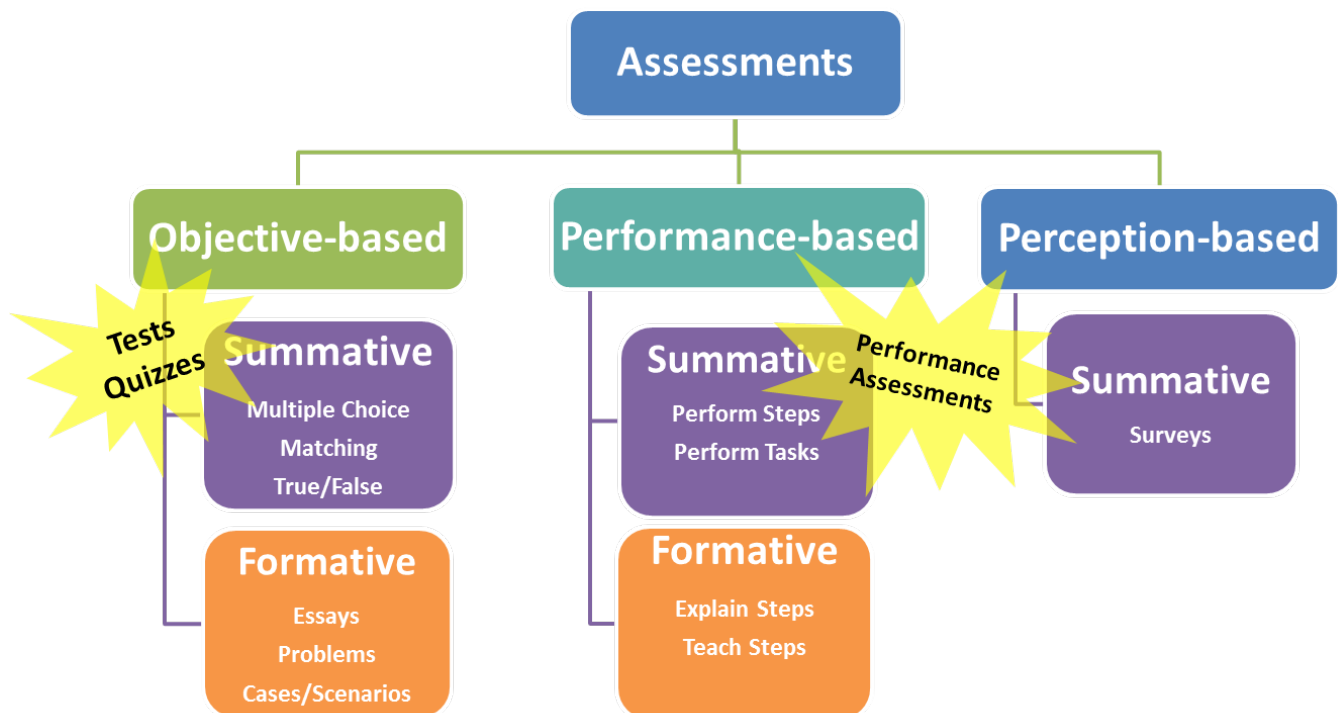 Assessments
Objective-based
Performance-based
Perception-based
Tests
Quizzes
Summative
Multiple Choice
Matching
True/False
Formative
Essays
Problems
Cases/Scenarios
Summative
Perform Steps
Perform Tasks
Formative
Explain Steps
Teach Steps
Performance
Assessments
Summative
Surveys